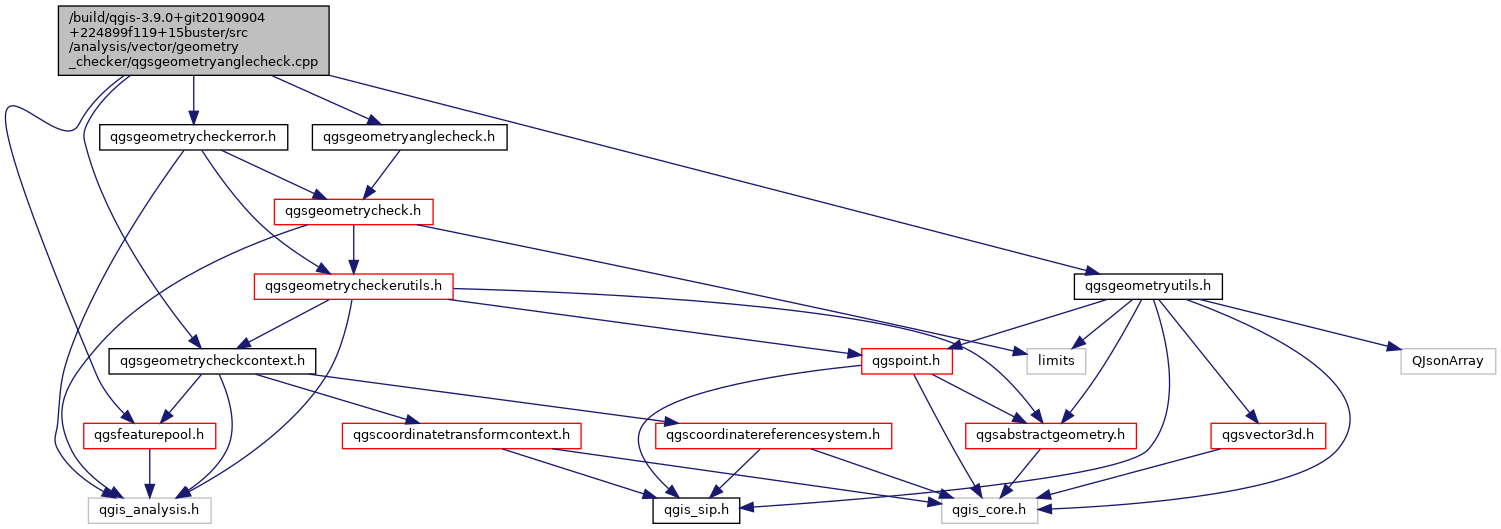 /build/qgis-3.9.0+git20190904
+224899f119+15buster/src
/analysis/vector/geometry
_checker/qgsgeometryanglecheck.cpp
qgsgeometrycheckerror.h
qgsgeometryanglecheck.h
qgsgeometrycheck.h
qgsgeometrycheckerutils.h
qgsgeometryutils.h
qgsgeometrycheckcontext.h
qgspoint.h
limits
QJsonArray
qgsfeaturepool.h
qgscoordinatetransformcontext.h
qgscoordinatereferencesystem.h
qgsabstractgeometry.h
qgsvector3d.h
qgis_analysis.h
qgis_sip.h
qgis_core.h